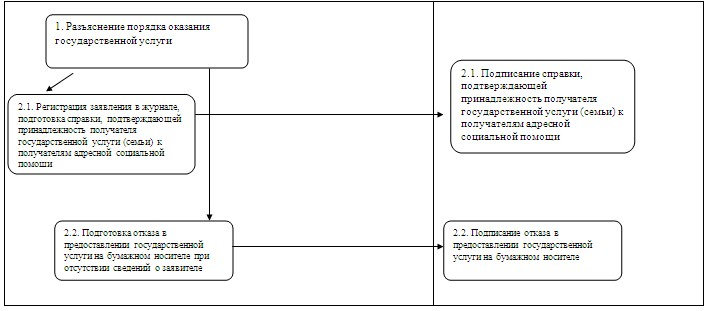 1. Разъяснение порядка оказания
государственной услуги
2.1. Регистрация заявления в журнале,
подготовка справки, подтверждающей
принадлежность получателя
государственной услуги (семьи) к
получателям адресной социальной
помощи
2.1. Подписание справки,
подтверждающей
принадлежность получателя
государственной услуги (семьи) к
получателям адресной
социальной помощи
2.2. Подготовка отказа в
предоставлении государственной
услуги на бумажном носителе при
отсутствии сведений о заявителе
2.2. Подписание отказа в
предоставлении государственной
услуги на бумажном носителе